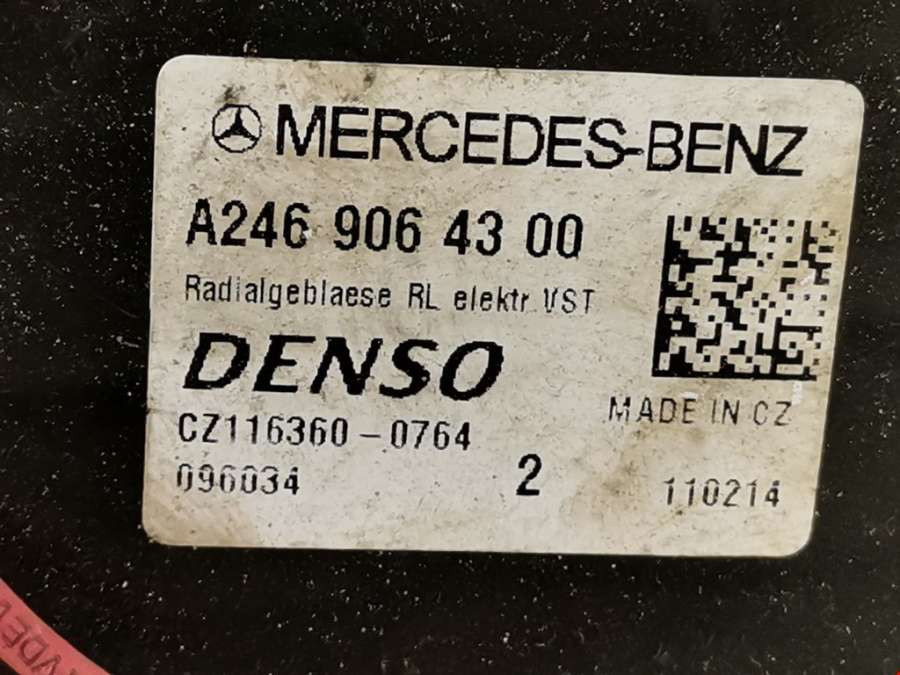 MERCEDES-BENZ
A246 906 43 00
Radialgeblaese RL elektr VST
DENSO
MADE IN CZ
CZ116360-0764
096034
2
110214